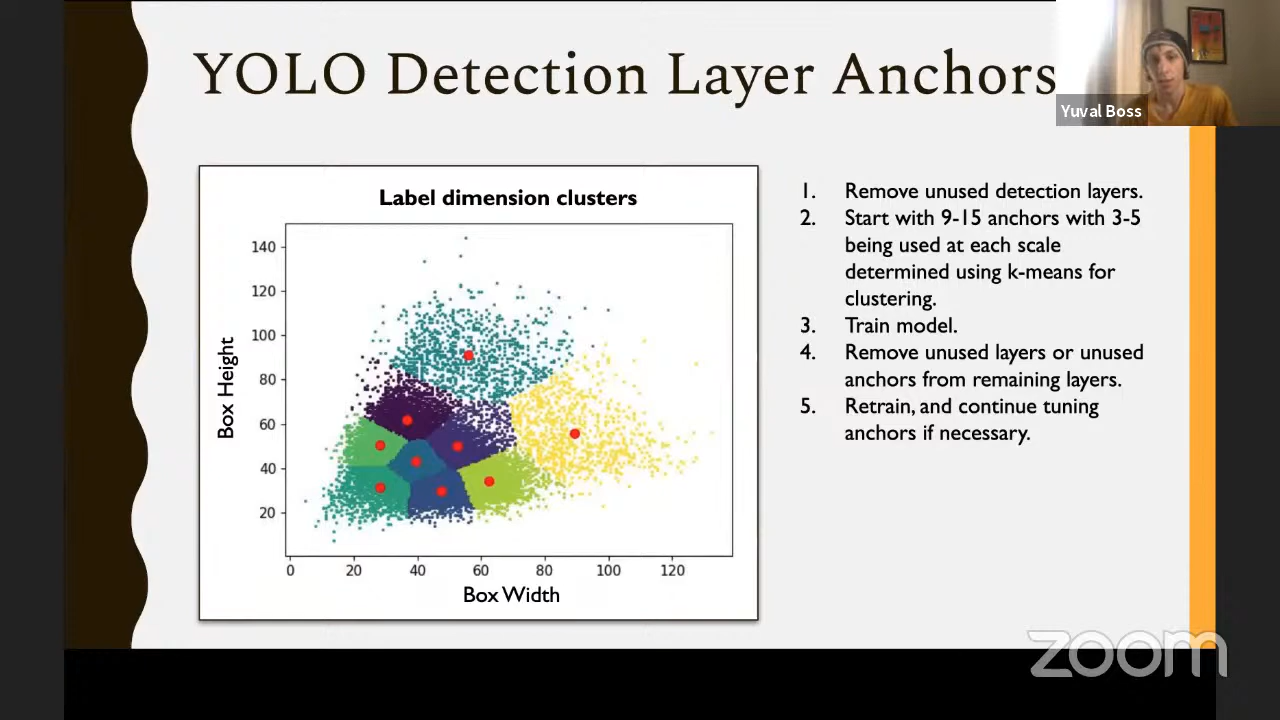 YOLO Detection Layer Anchors
Yuval Boss
Label dimension clusters
140
120
100
80
60
40
20
Box Height
0 20 40 60 80 100 120
Box Width
1. Remove unused detection layers.
2. Start with 9-15 anchors with 3-5
being used at each scale
determined using k-means for
clustering.
3. Train model.
4. Remove unused layers or unused
anchors from remaining layers.
5. Retrain, and continue tuning
anchors if necessary.
zoom